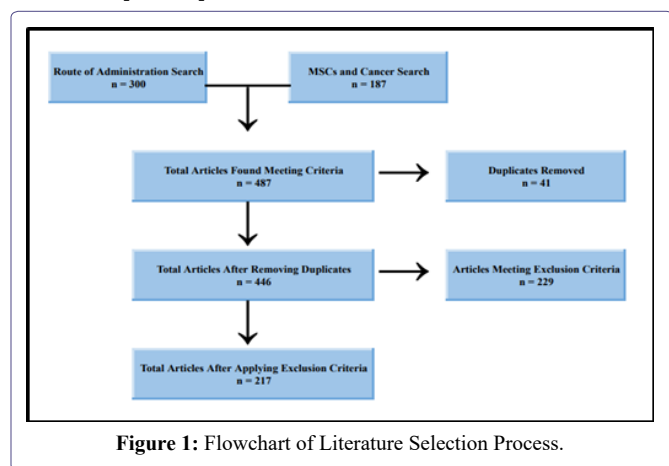 Route of Administration Search
n = 300
MSCs and Cancer Search
n = 187
Total Articles Found Meeting Criteria
n = 487
Duplicates Removed
n = 41
Total Articles After Removing Duplicates
n = 446
Articles Meeting Exclusion Criteria
n = 229
Total Articles After Applying Exclusion Criteria
n = 217
Figure 1: Flowchart of Literature Selection Process.